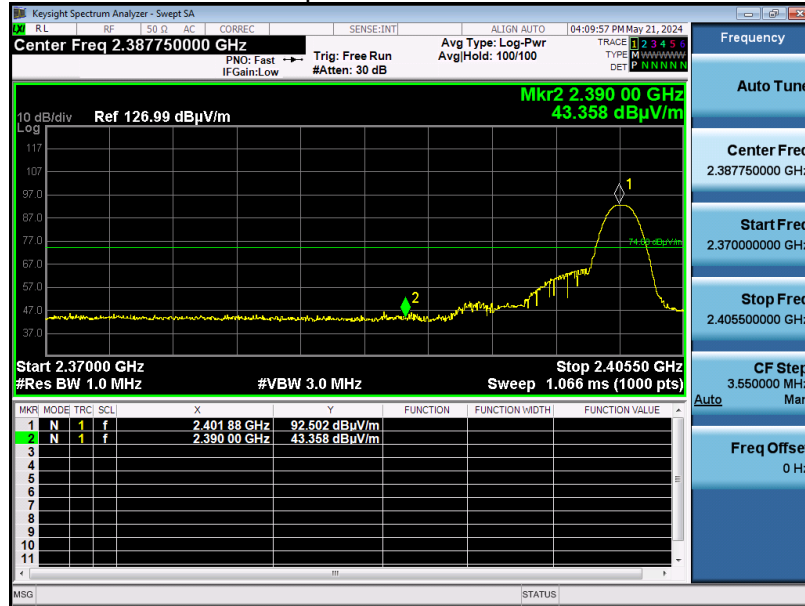 Keysight Spectrum Analyzer - Swept SA
RL RF 50 Ω AC CORREC SENSE:INT ALIGN AUTO 04:09:57 PM May 21, 2024
Center Freq 2.387750000 GHz
PNO: Fast
IFGain:Low
Trig: Free Run
#Atten: 30 dB
Avg Type: Log-Pwr
Avg|Hold: 100/100
TRACE 1 2 3 4 5 6
TYPE M WWWWW
DET P N N N N N
Mkr2 2.390 00 GHz
43.358 dBµV/m
10 dB/div Ref 126.99 dBµV/m
Log
117
107
97.0
87.0
77.0
67.0
57.0
47.0
37.0
1
2
74.00 dBµV/m
Start 2.37000 GHz Stop 2.40550 GHz
#Res BW 1.0 MHz #VBW 3.0 MHz Sweep 1.066 ms (1000 pts)
MKR MODE TRC SCL X Y FUNCTION FUNCTION WIDTH FUNCTION VALUE
1 N 1 f 2.401 88 GHz 92.502 dBµV/m
2 N 1 f 2.390 00 GHz 43.358 dBµV/m
3
4
5
6
7
8
9
10
11
MSG STATUS
Frequency
Auto Tune
Center Freq
2.387750000 GHz
Start Freq
2.370000000 GHz
Stop Freq
2.405500000 GHz
CF Step
3.550000 MHz
Auto Man
Freq Offset
0 Hz